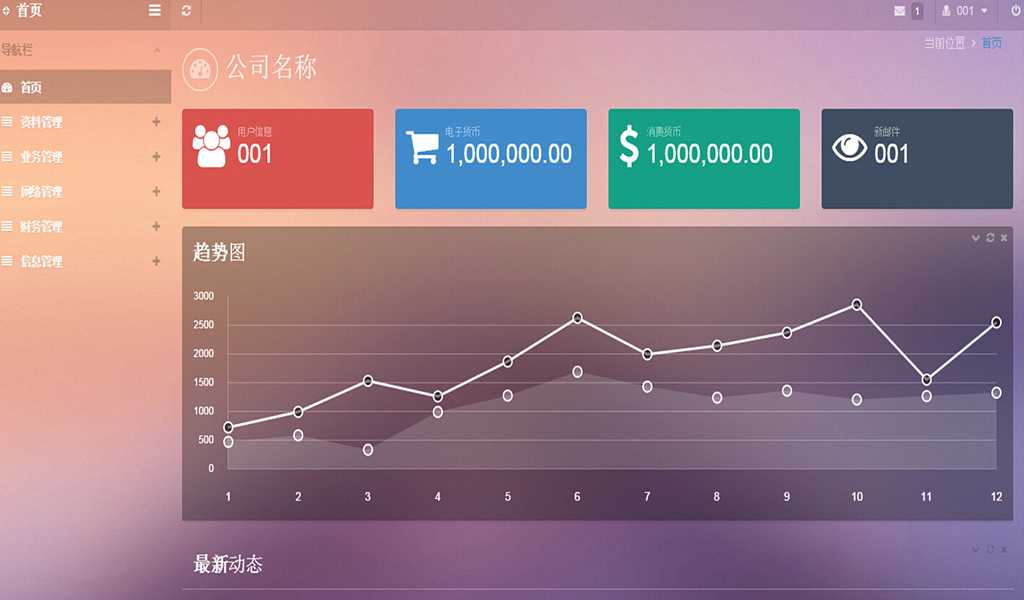 首页
1
001
导航栏
首页
资料管理
业务管理
网络管理
财务管理
信息管理
当前位置 > 首页
公司名称
用户信息
001
电子货币
1,000,000.00
消费货币
1,000,000.00
新邮件
001
趋势图
3000
2500
2000
1500
1000
500
0
1 2 3 4 5 6 7 8 9 10 11 12
最新动态